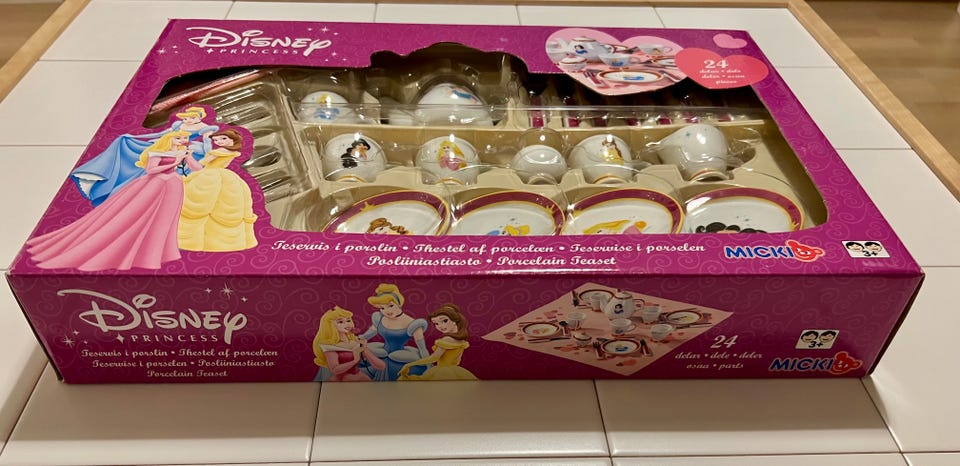 Disney
PRINCESS
24
delar • dele
deler • osaa
pieces
Teservis i porslin • Thestel af porcelæn • Teservise i porselen
Posliiniastiasto • Porcelain Teaset
MICKI
3+
Disney
PRINCESS
Teservis i porslin • Thestel af porcelæn
Teservise i porselen • Posliiniastiasto
Porcelain Teaset
24
delar • dele • deler
osaa • parts
3+
MICKI